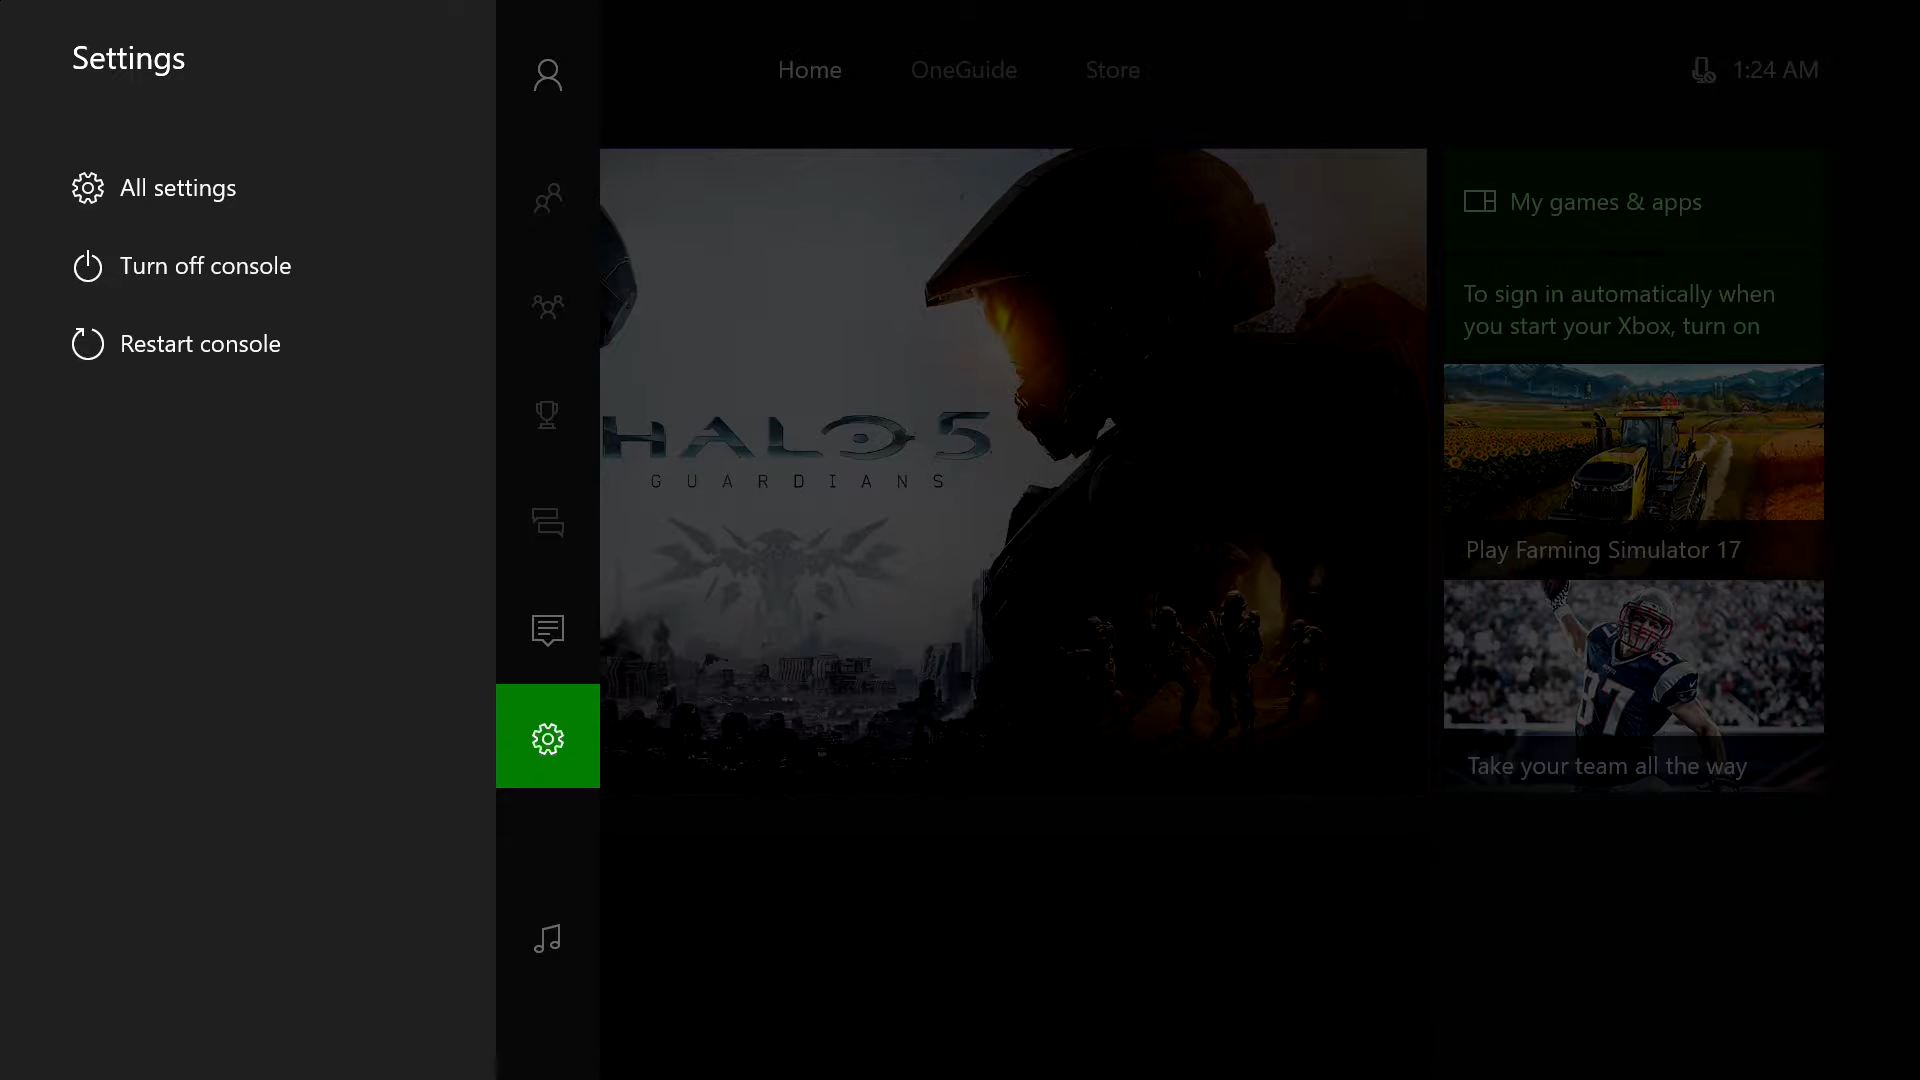 Settings
All settings
Turn off console
Restart console
Home
OneGuide
Store
1:24 AM
HALO 5
GUARDIANS
My games & apps
To sign in automatically when
you start your Xbox, turn on
Play Farming Simulator 17
87
87
Take your team all the way